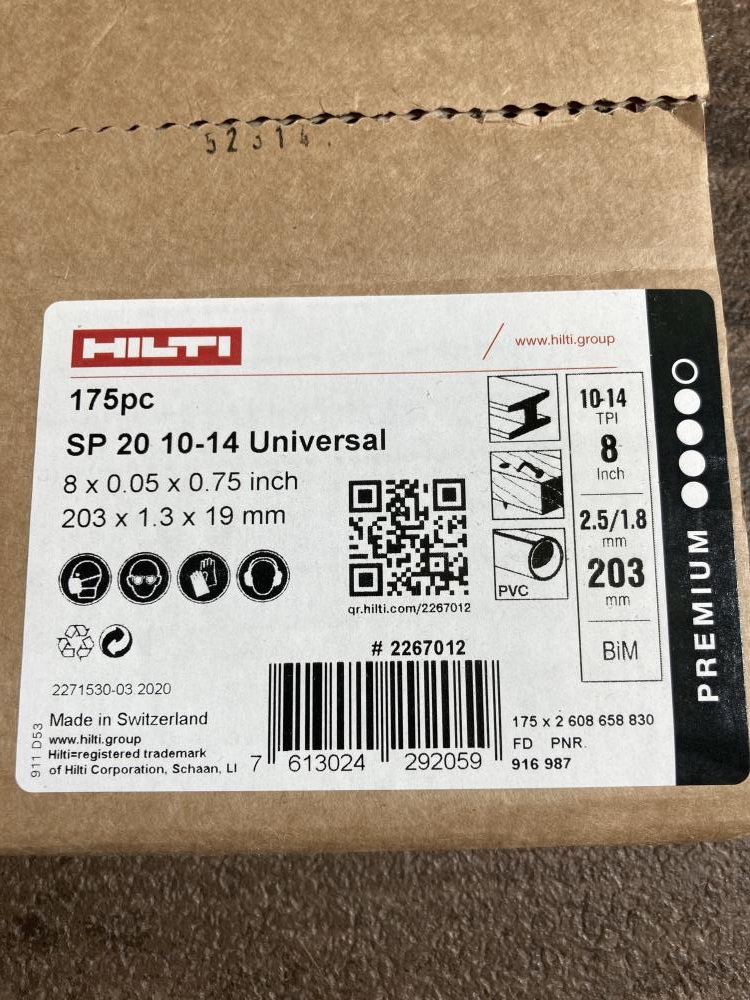 52314.
HILTI
www.hilti.group
175pc
SP 20 10-14 Universal
8 x 0.05 x 0.75 inch
203 x 1.3 x 19 mm
qr.hilti.com/2267012
PVC
10-14
TPI
8
Inch
2.5/1.8
mm
203
mm
BiM
PREMIUM
# 2267012
2271530-03 2020
911 D53
Made in Switzerland
www.hilti.group
Hilti=registered trademark
of Hilti Corporation, Schaan, LI
7 613024 292059
175 x 2 608 658 830
FD PNR.
916 987